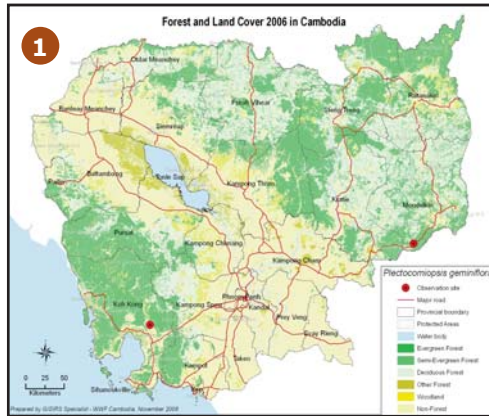 Forest and Land Cover 2006 in Cambodia
1
Oddar Meanchey
Ratanakiri
Preah Vihear
Stung Treng
Banteay Meanchey
Siemreap
Battambang
Tonle Sap
Kampong Thom
Pailin
Kratie
Mondulkiri
Pursat
Kampong Chhnang
Kampong Cham
Plectocomiopsis geminiflora
Observation site
Koh Kong
Kampong Speu
Phnom Penh
Kandal
Major road
Prey Veng
Provincial boundary
Svay Rieng
Protected Areas
Water body
Takeo
Evergreen Forest
Kampot
Semi-Evergreen Forest
Deciduous Forest
0 25 50
Kilometers
Sihanoukville
Kep
Other Forest
Woodland
Non-Forest
Prepared by GIS/RS Specialist - WWF Cambodia, November 2008